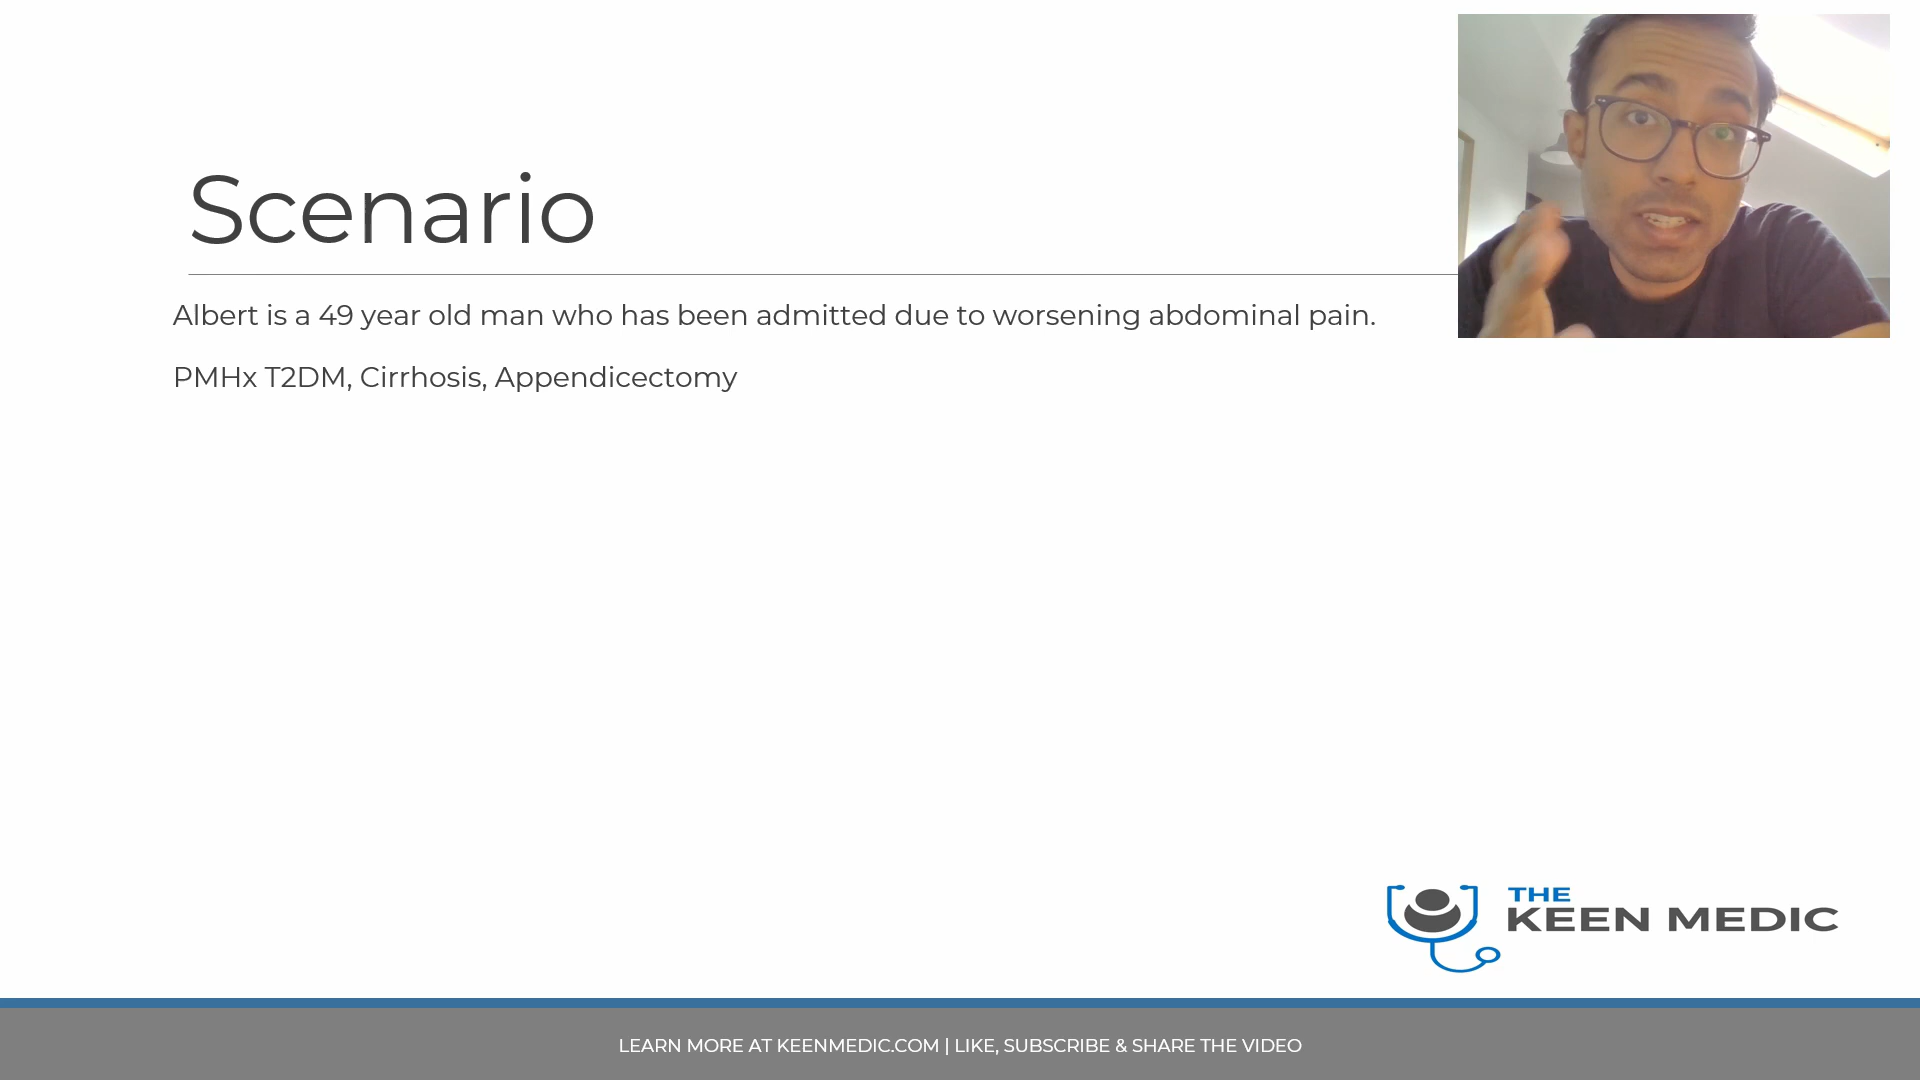 Scenario
Albert is a 49 year old man who has been admitted due to worsening abdominal pain.
PMHx T2DM, Cirrhosis, Appendicectomy
THE
KEEN MEDIC
LEARN MORE AT KEENMEDIC.COM | LIKE, SUBSCRIBE & SHARE THE VIDEO